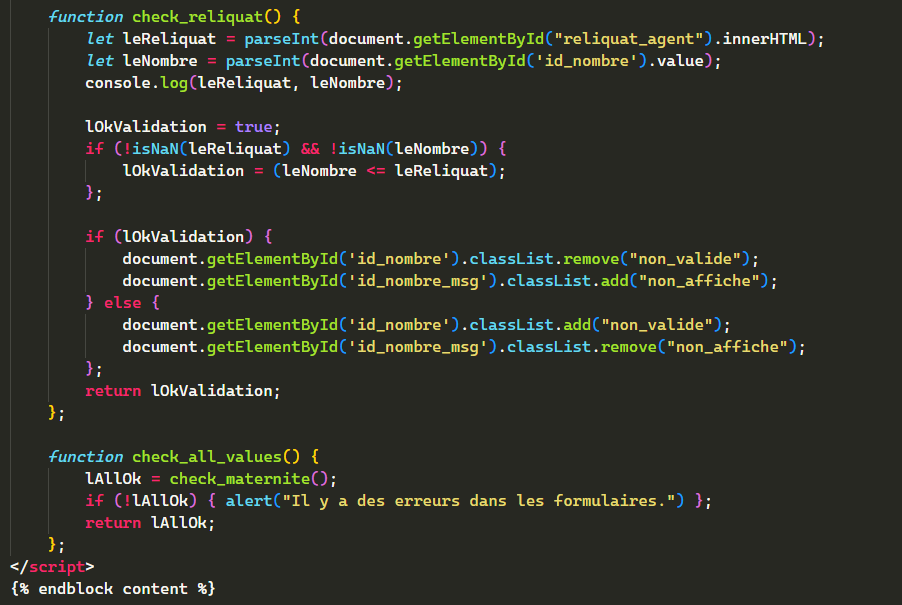 function check_reliquat() {
let leReliquat = parseInt(document.getElementById("reliquat_agent").innerHTML);
let leNombre = parseInt(document.getElementById('id_nombre').value);
console.log(leReliquat, leNombre);
lOkValidation = true;
if (!isNaN(leReliquat) && !isNaN(leNombre)) {
lOkValidation = (leNombre <= leReliquat);
};
if (lOkValidation) {
document.getElementById('id_nombre').classList.remove("non_valide");
document.getElementById('id_nombre_msg').classList.add("non_affiche");
} else {
document.getElementById('id_nombre').classList.add("non_valide");
document.getElementById('id_nombre_msg').classList.remove("non_affiche");
};
return lOkValidation;
};
function check_all_values() {
lAllOk = check_maternite();
if (!lAllOk) { alert("Il y a des erreurs dans les formulaires.") };
return lAllOk;
};
</script>
{% endblock content %}